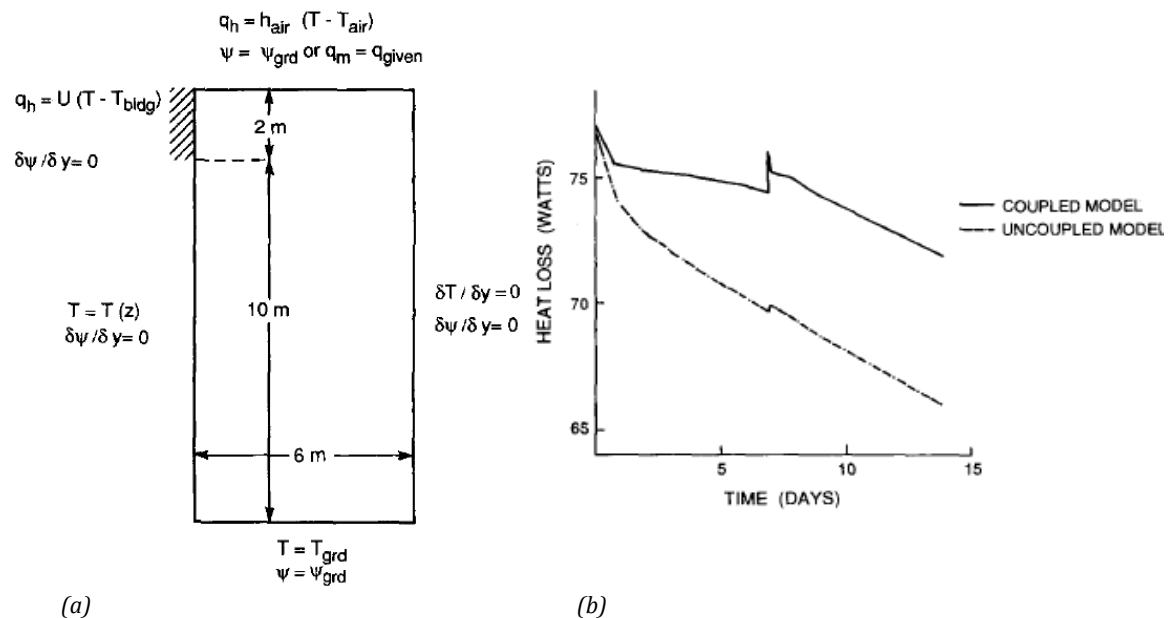 q_h = h_air (T - T_air)
ψ = ψ_grd or q_m = q_given
q_h = U (T - T_bldg)
2 m
δψ/δy = 0
10 m
T = T (z)
δψ/δy = 0
δT/δy = 0
δψ/δy = 0
6 m
T = T_grd
ψ = ψ_grd
(a)
HEAT LOSS (WATTS)
75
70
65
5
10
15
TIME (DAYS)
COUPLED MODEL
UNCOUPLED MODEL
(b)